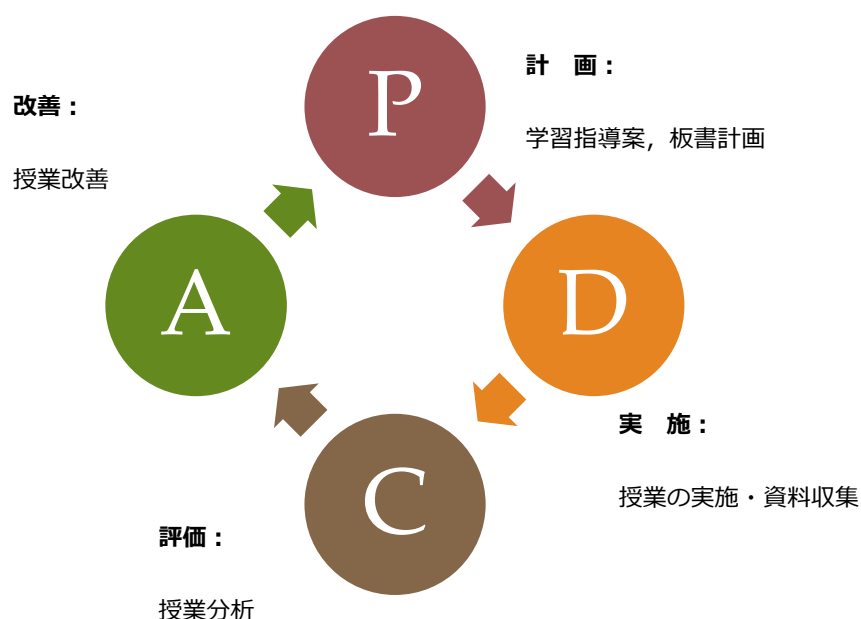 P
計　画：
学習指導案，板書計画
D
実　施：
授業の実施・資料収集
C
評価：
授業分析
A
改善：
授業改善